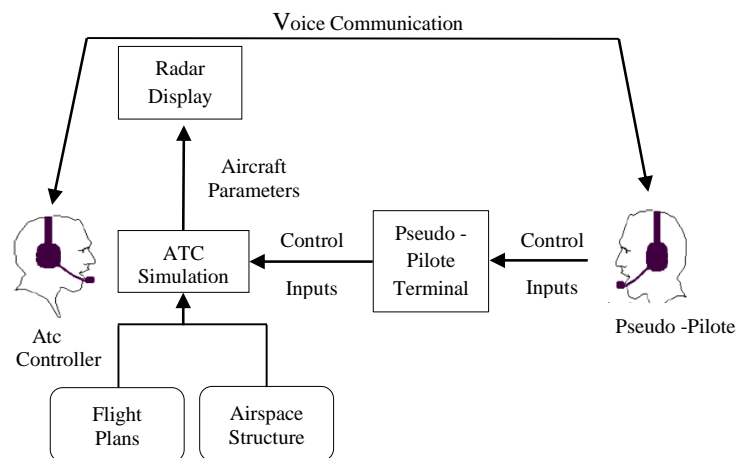 Voice Communication
Radar
Display
Aircraft
Parameters
ATC
Simulation
Control
Inputs
Pseudo -
Pilote
Terminal
Control
Inputs
Atc
Controller
Pseudo -Pilote
Flight
Plans
Airspace
Structure